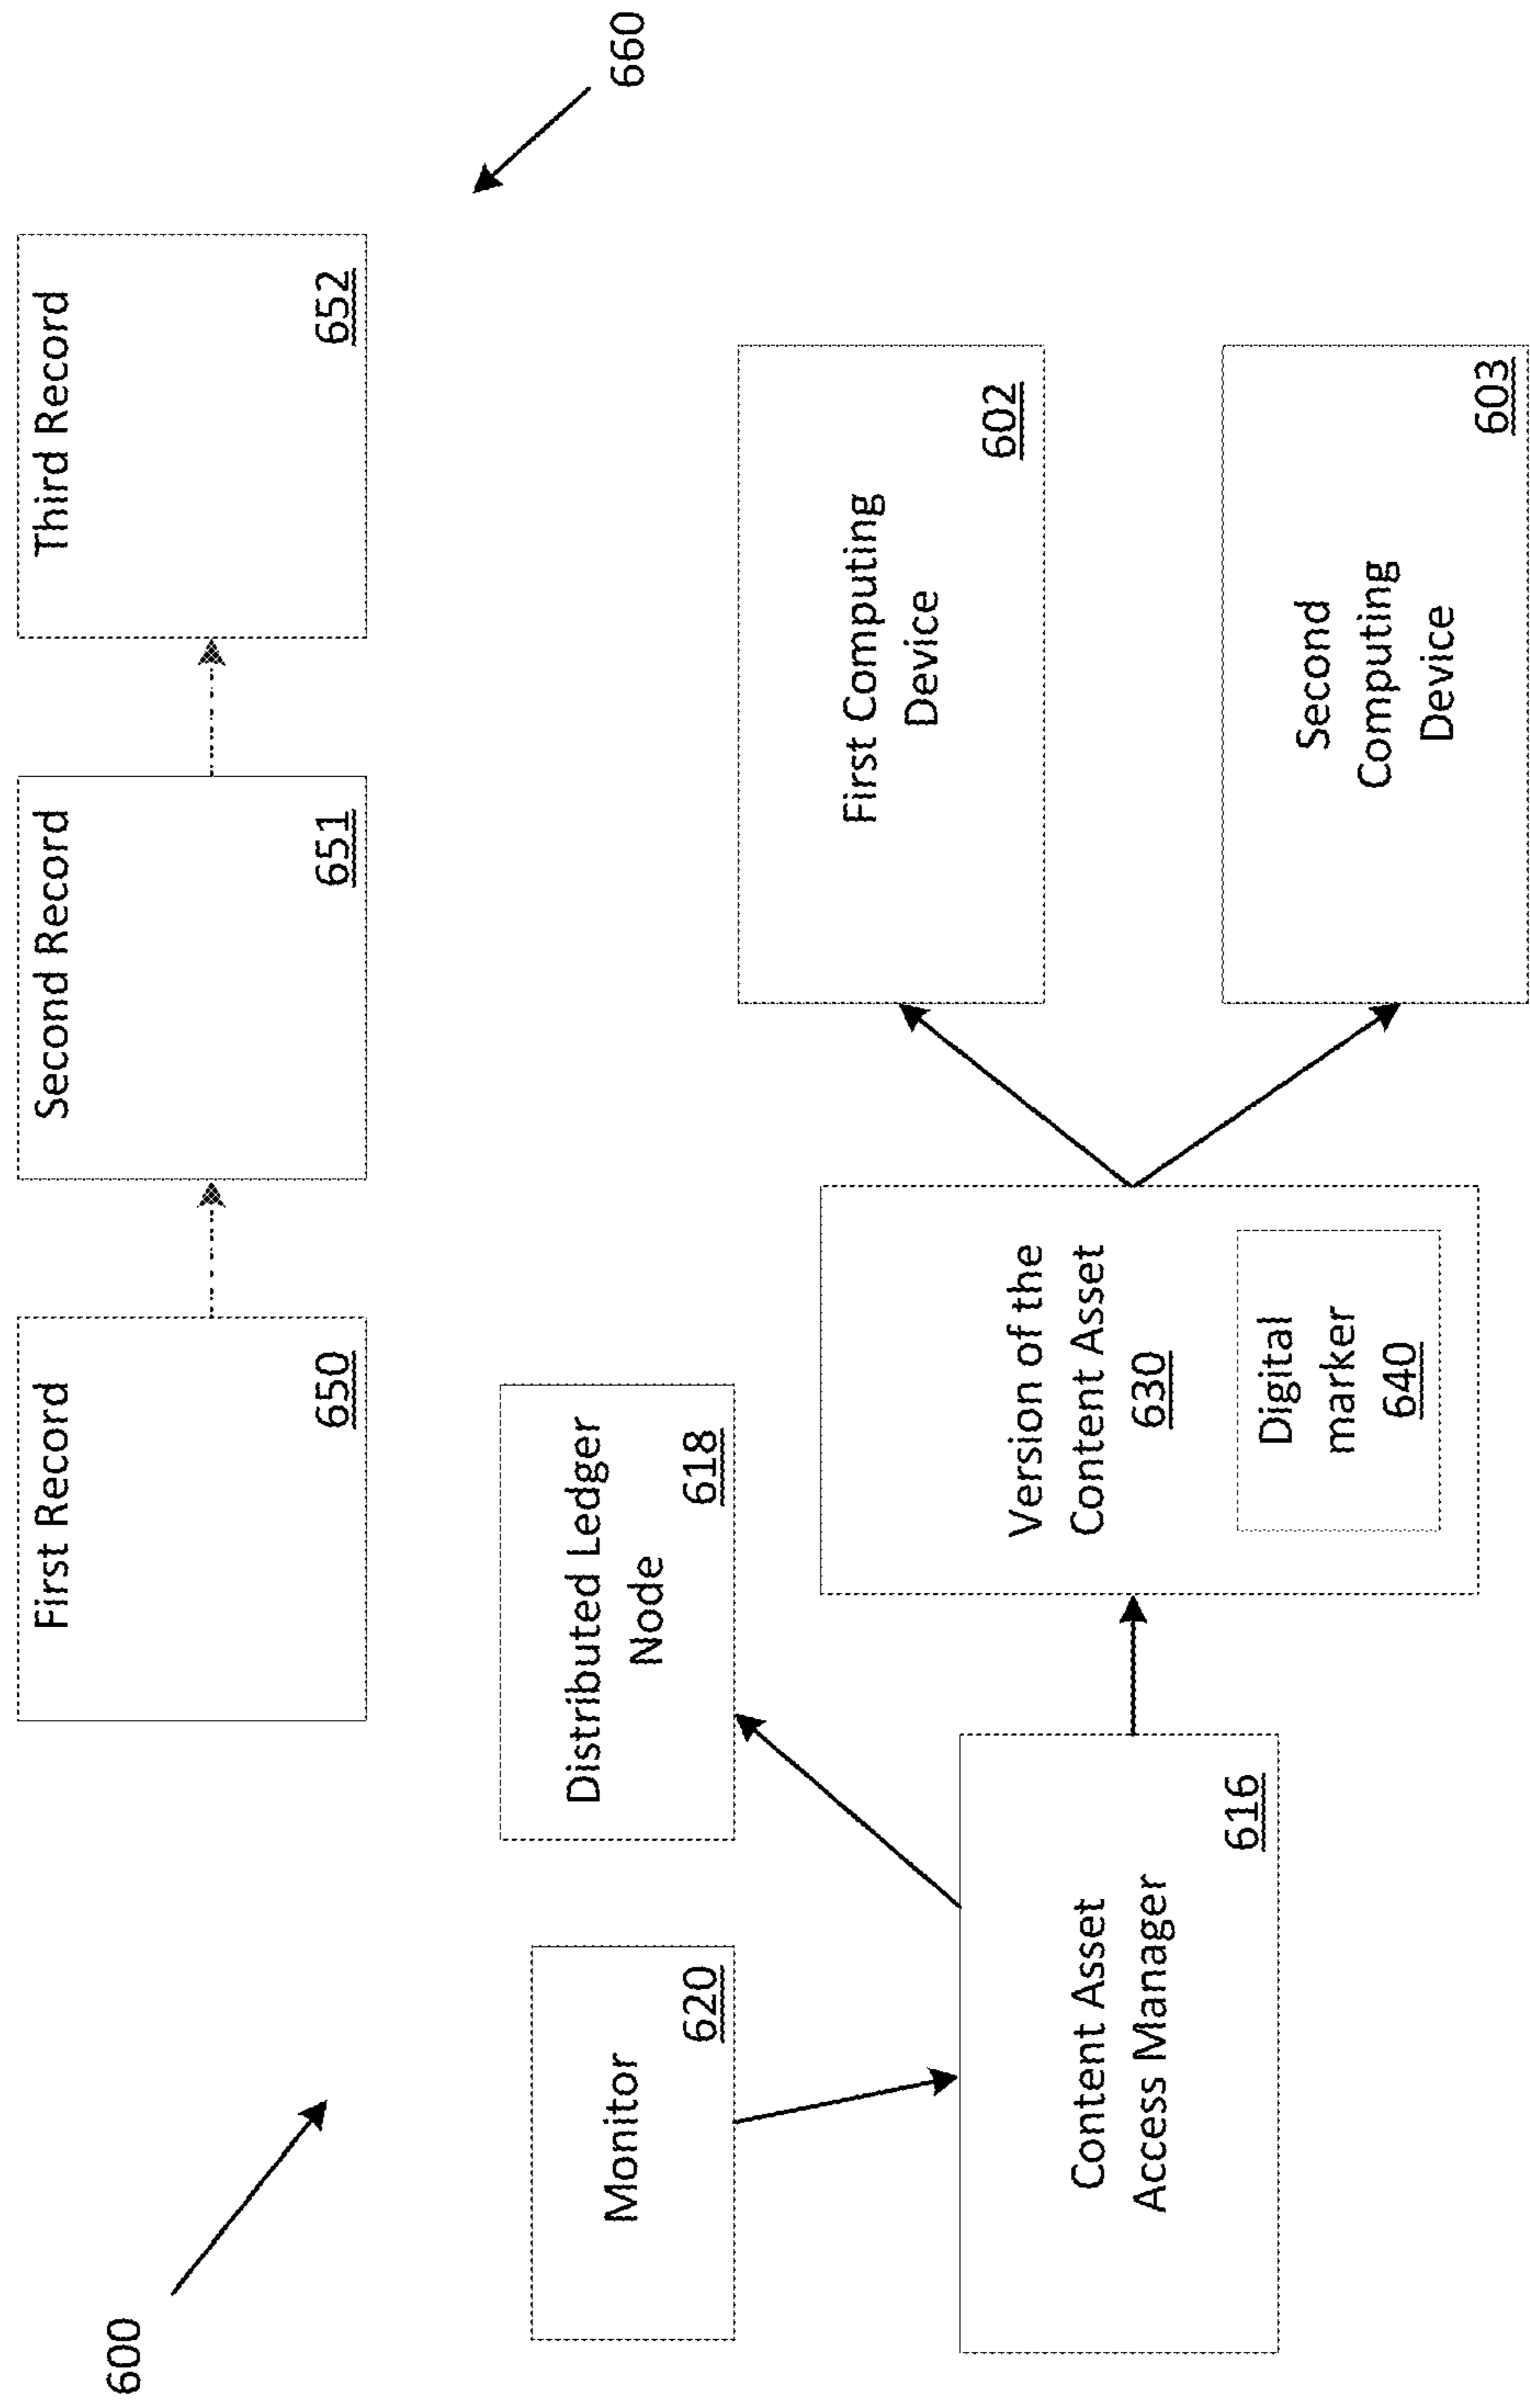 600
First Record
650
Second Record
651
Third Record
652
660
Monitor
620
Distributed Ledger
Node
618
Content Asset
Access Manager
616
Version of the
Content Asset
630
Digital
marker
640
First Computing
Device
602
Second
Computing
Device
603